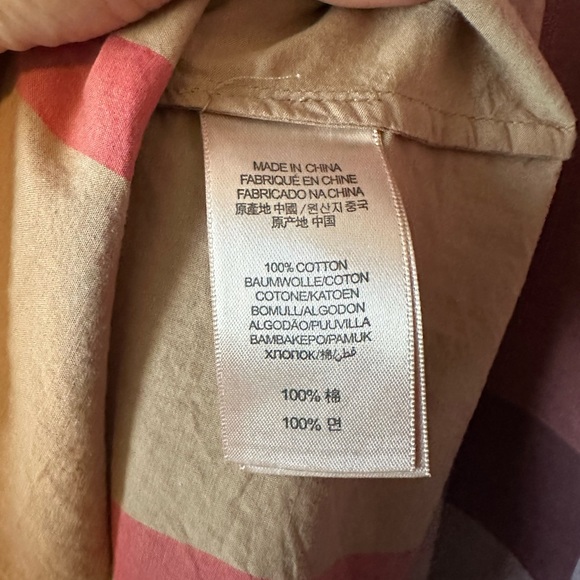 MADE IN CHINA
FABRIQUÉ EN CHINE
FABRICADO NA CHINA
原產地 中國 / 원산지 중국
原产地 中国
100% COTTON
BAUMWOLLE/COTON
COTONE/KATOEN
BOMULL/ALGODON
ALGODÃO/PUUVILLA
BAMBAKEPO/PAMUK
ХЛОПОК/棉/قطن
100% 棉
100% 면